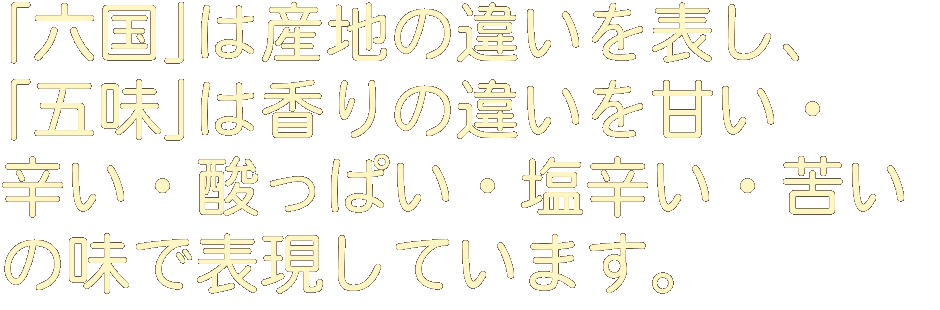 「六国」は産地の違いを表し、
「五味」は香りの違いを甘い・
辛い・酸っぱい・塩辛い・苦い
の味で表現しています。